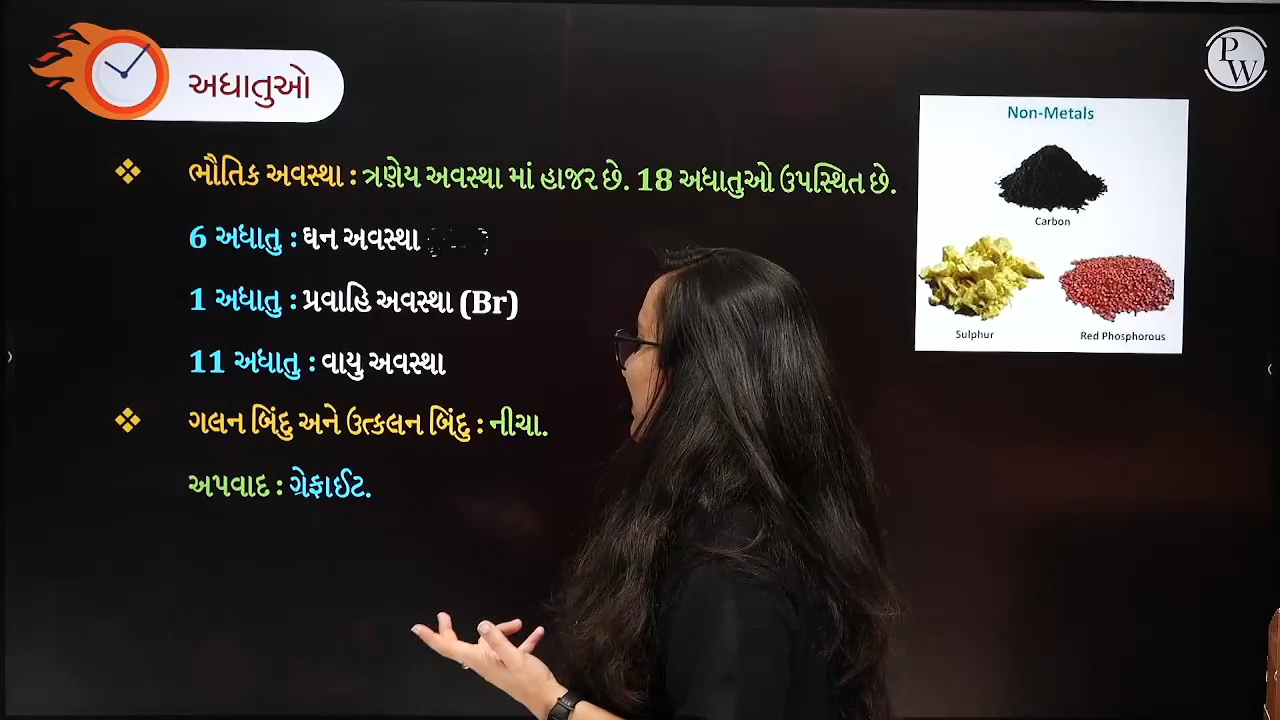 અધાતુઓ
PW
Non-Metals
ભૌતિક અવસ્થા : ત્રણેય અવસ્થા માં હાજર છે. 18 અધાતુઓ ઉપસ્થિત છે.
Carbon
6 અધાતુ : ઘન અવસ્થા
1 અધાતુ : પ્રવાહિ અવસ્થા (Br)
Sulphur
Red Phosphorous
11 અધાતુ : વાયુ અવસ્થા
ગલન બિંદુ અને ઉત્કલન બિંદુ : નીચા.
અપવાદ : ગ્રેફાઈટ.